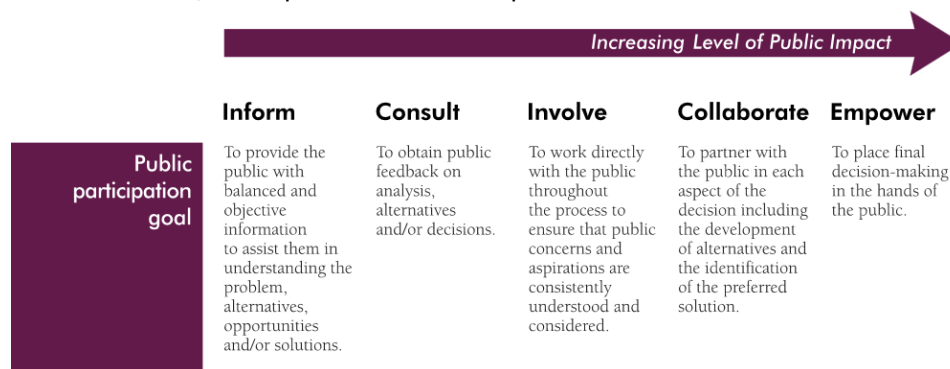 Increasing Level of Public Impact
Inform
Consult
Involve
Collaborate
Empower
Public
participation
goal
To provide the
public with
balanced and
objective
information
to assist them in
understanding the
problem,
alternatives,
opportunities
and/or solutions.
To obtain public
feedback on
analysis,
alternatives
and/or decisions.
To work directly
with the public
throughout
the process to
ensure that public
concerns and
aspirations are
consistently
understood and
considered.
To partner with
the public in each
aspect of the
decision including
the development
of alternatives and
the identification
of the preferred
solution.
To place final
decision-making
in the hands of
the public.